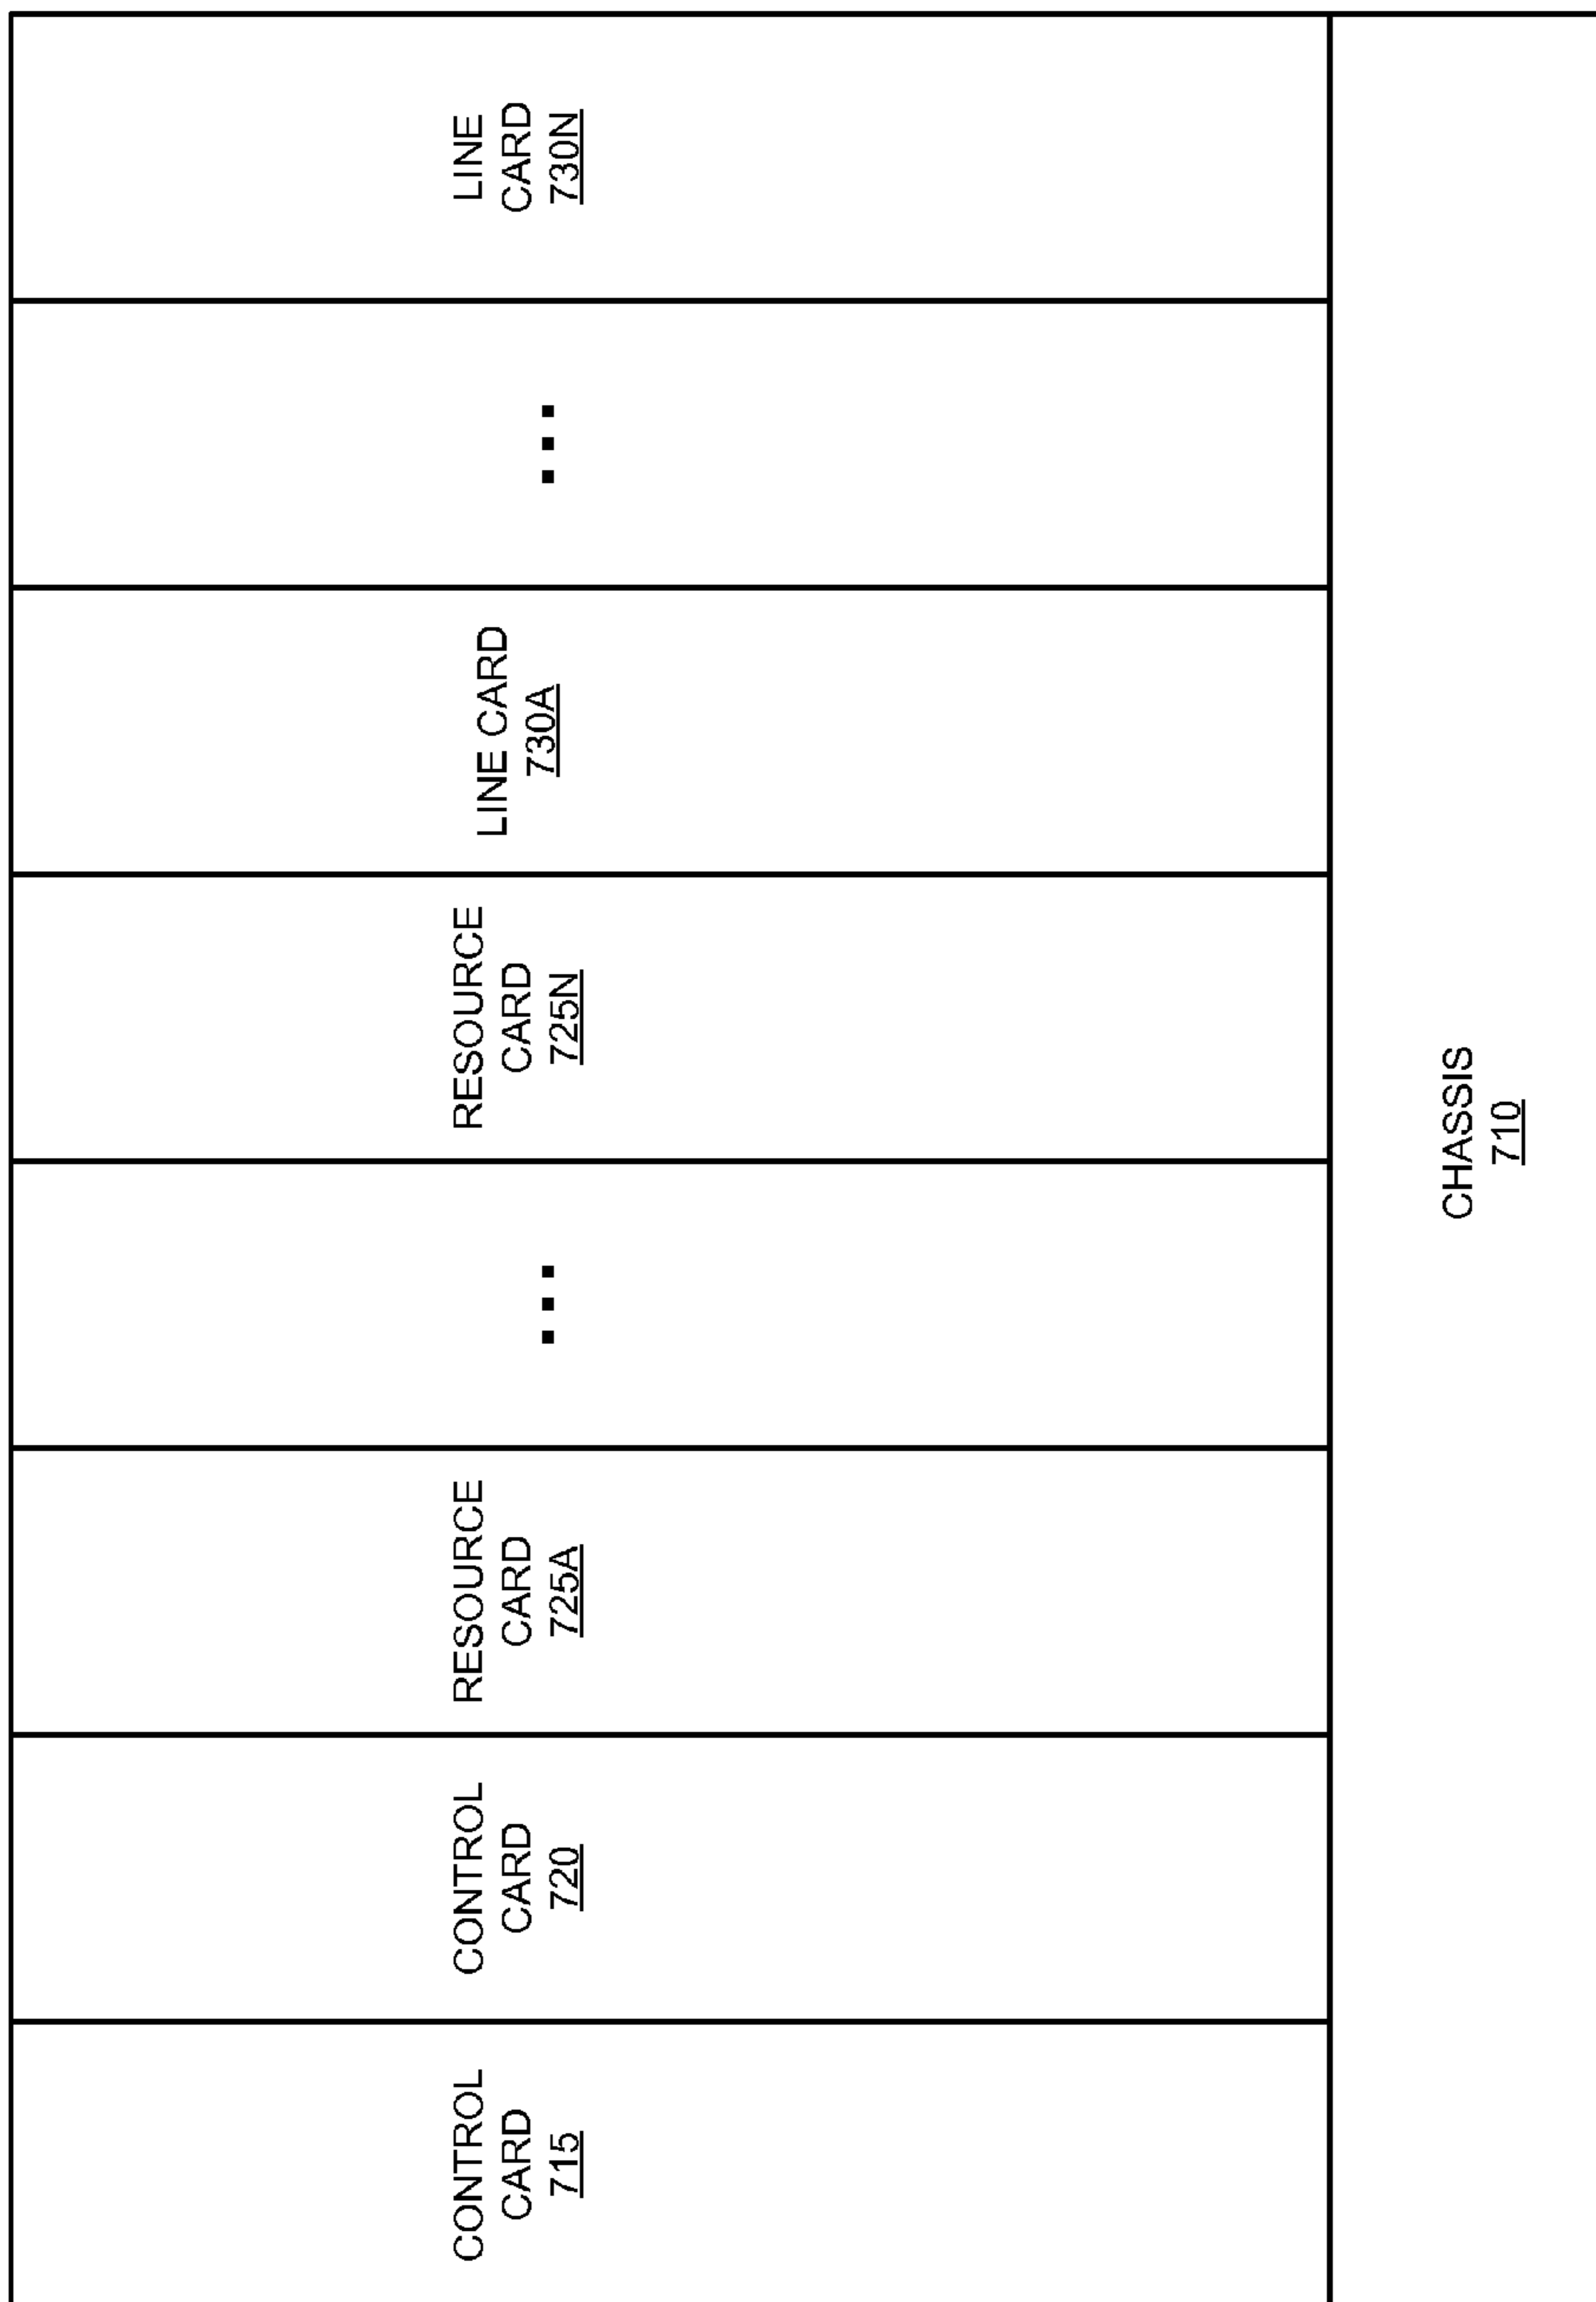 CONTROL
CARD
715
CONTROL
CARD
720
RESOURCE
CARD
725A
...
RESOURCE
CARD
725N
LINE CARD
730A
...
LINE
CARD
730N
CHASSIS
710